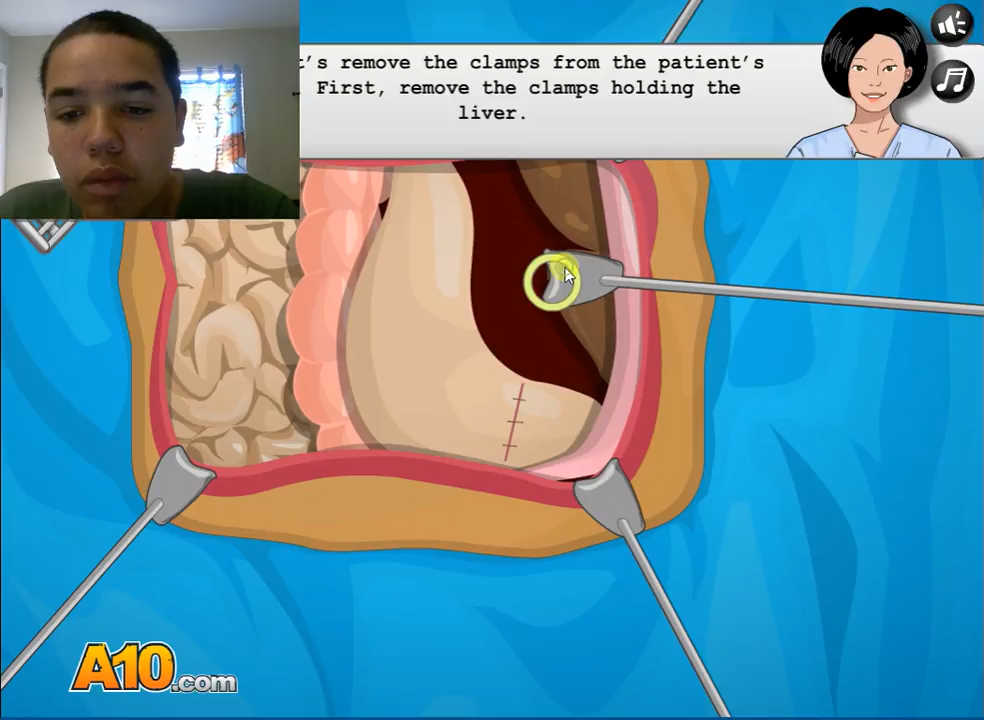 t's remove the clamps from the patient's
First, remove the clamps holding the
liver.
A10.com